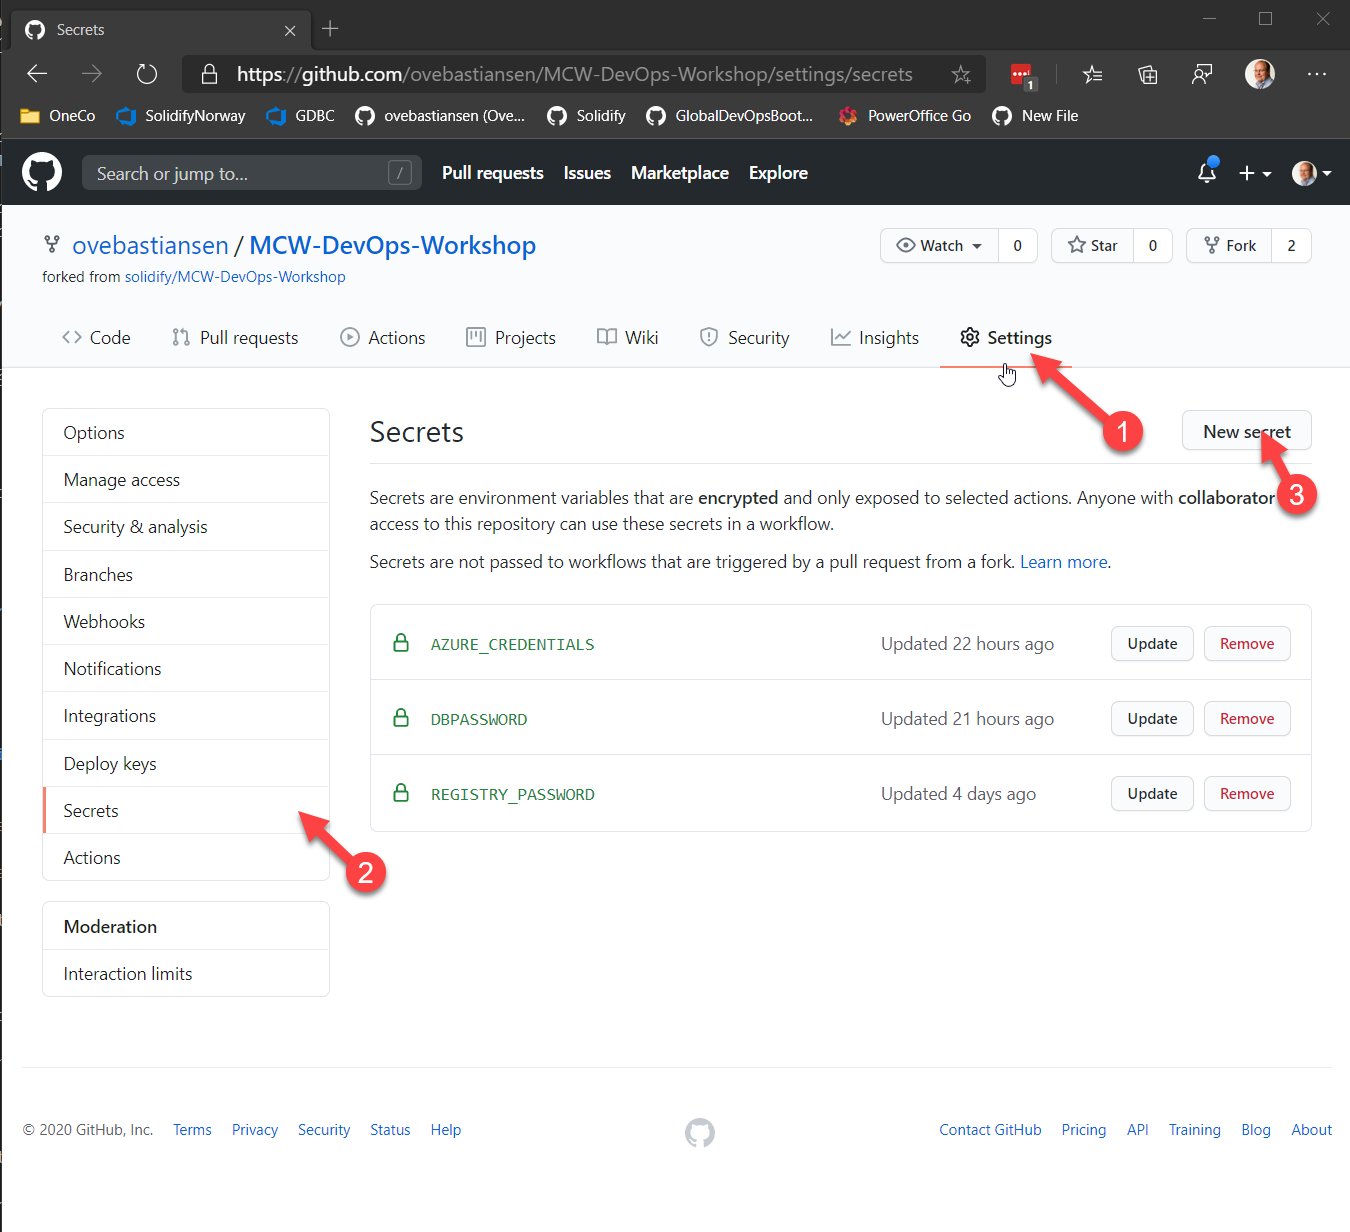 Secrets
https://github.com/ovebastiansen/MCW-DevOps-Workshop/settings/secrets
1
OneCo SolidifyNorway GDBC ovebastiansen (Ove... Solidify GlobalDevOpsBoot... PowerOffice Go New File
Search or jump to... / Pull requests Issues Marketplace Explore
ovebastiansen / MCW-DevOps-Workshop Watch 0 Star 0 Fork 2
forked from solidify/MCW-DevOps-Workshop
Code Pull requests Actions Projects Wiki Security Insights Settings
1
Options
Manage access
Security & analysis
Branches
Webhooks
Notifications
Integrations
Deploy keys
Secrets
Actions
2
Moderation
Interaction limits
Secrets New secret
3
Secrets are environment variables that are encrypted and only exposed to selected actions. Anyone with collaborator
access to this repository can use these secrets in a workflow.
Secrets are not passed to workflows that are triggered by a pull request from a fork. Learn more.
AZURE_CREDENTIALS Updated 22 hours ago Update Remove
DBPASSWORD Updated 21 hours ago Update Remove
REGISTRY_PASSWORD Updated 4 days ago Update Remove
© 2020 GitHub, Inc. Terms Privacy Security Status Help Contact GitHub Pricing API Training Blog About